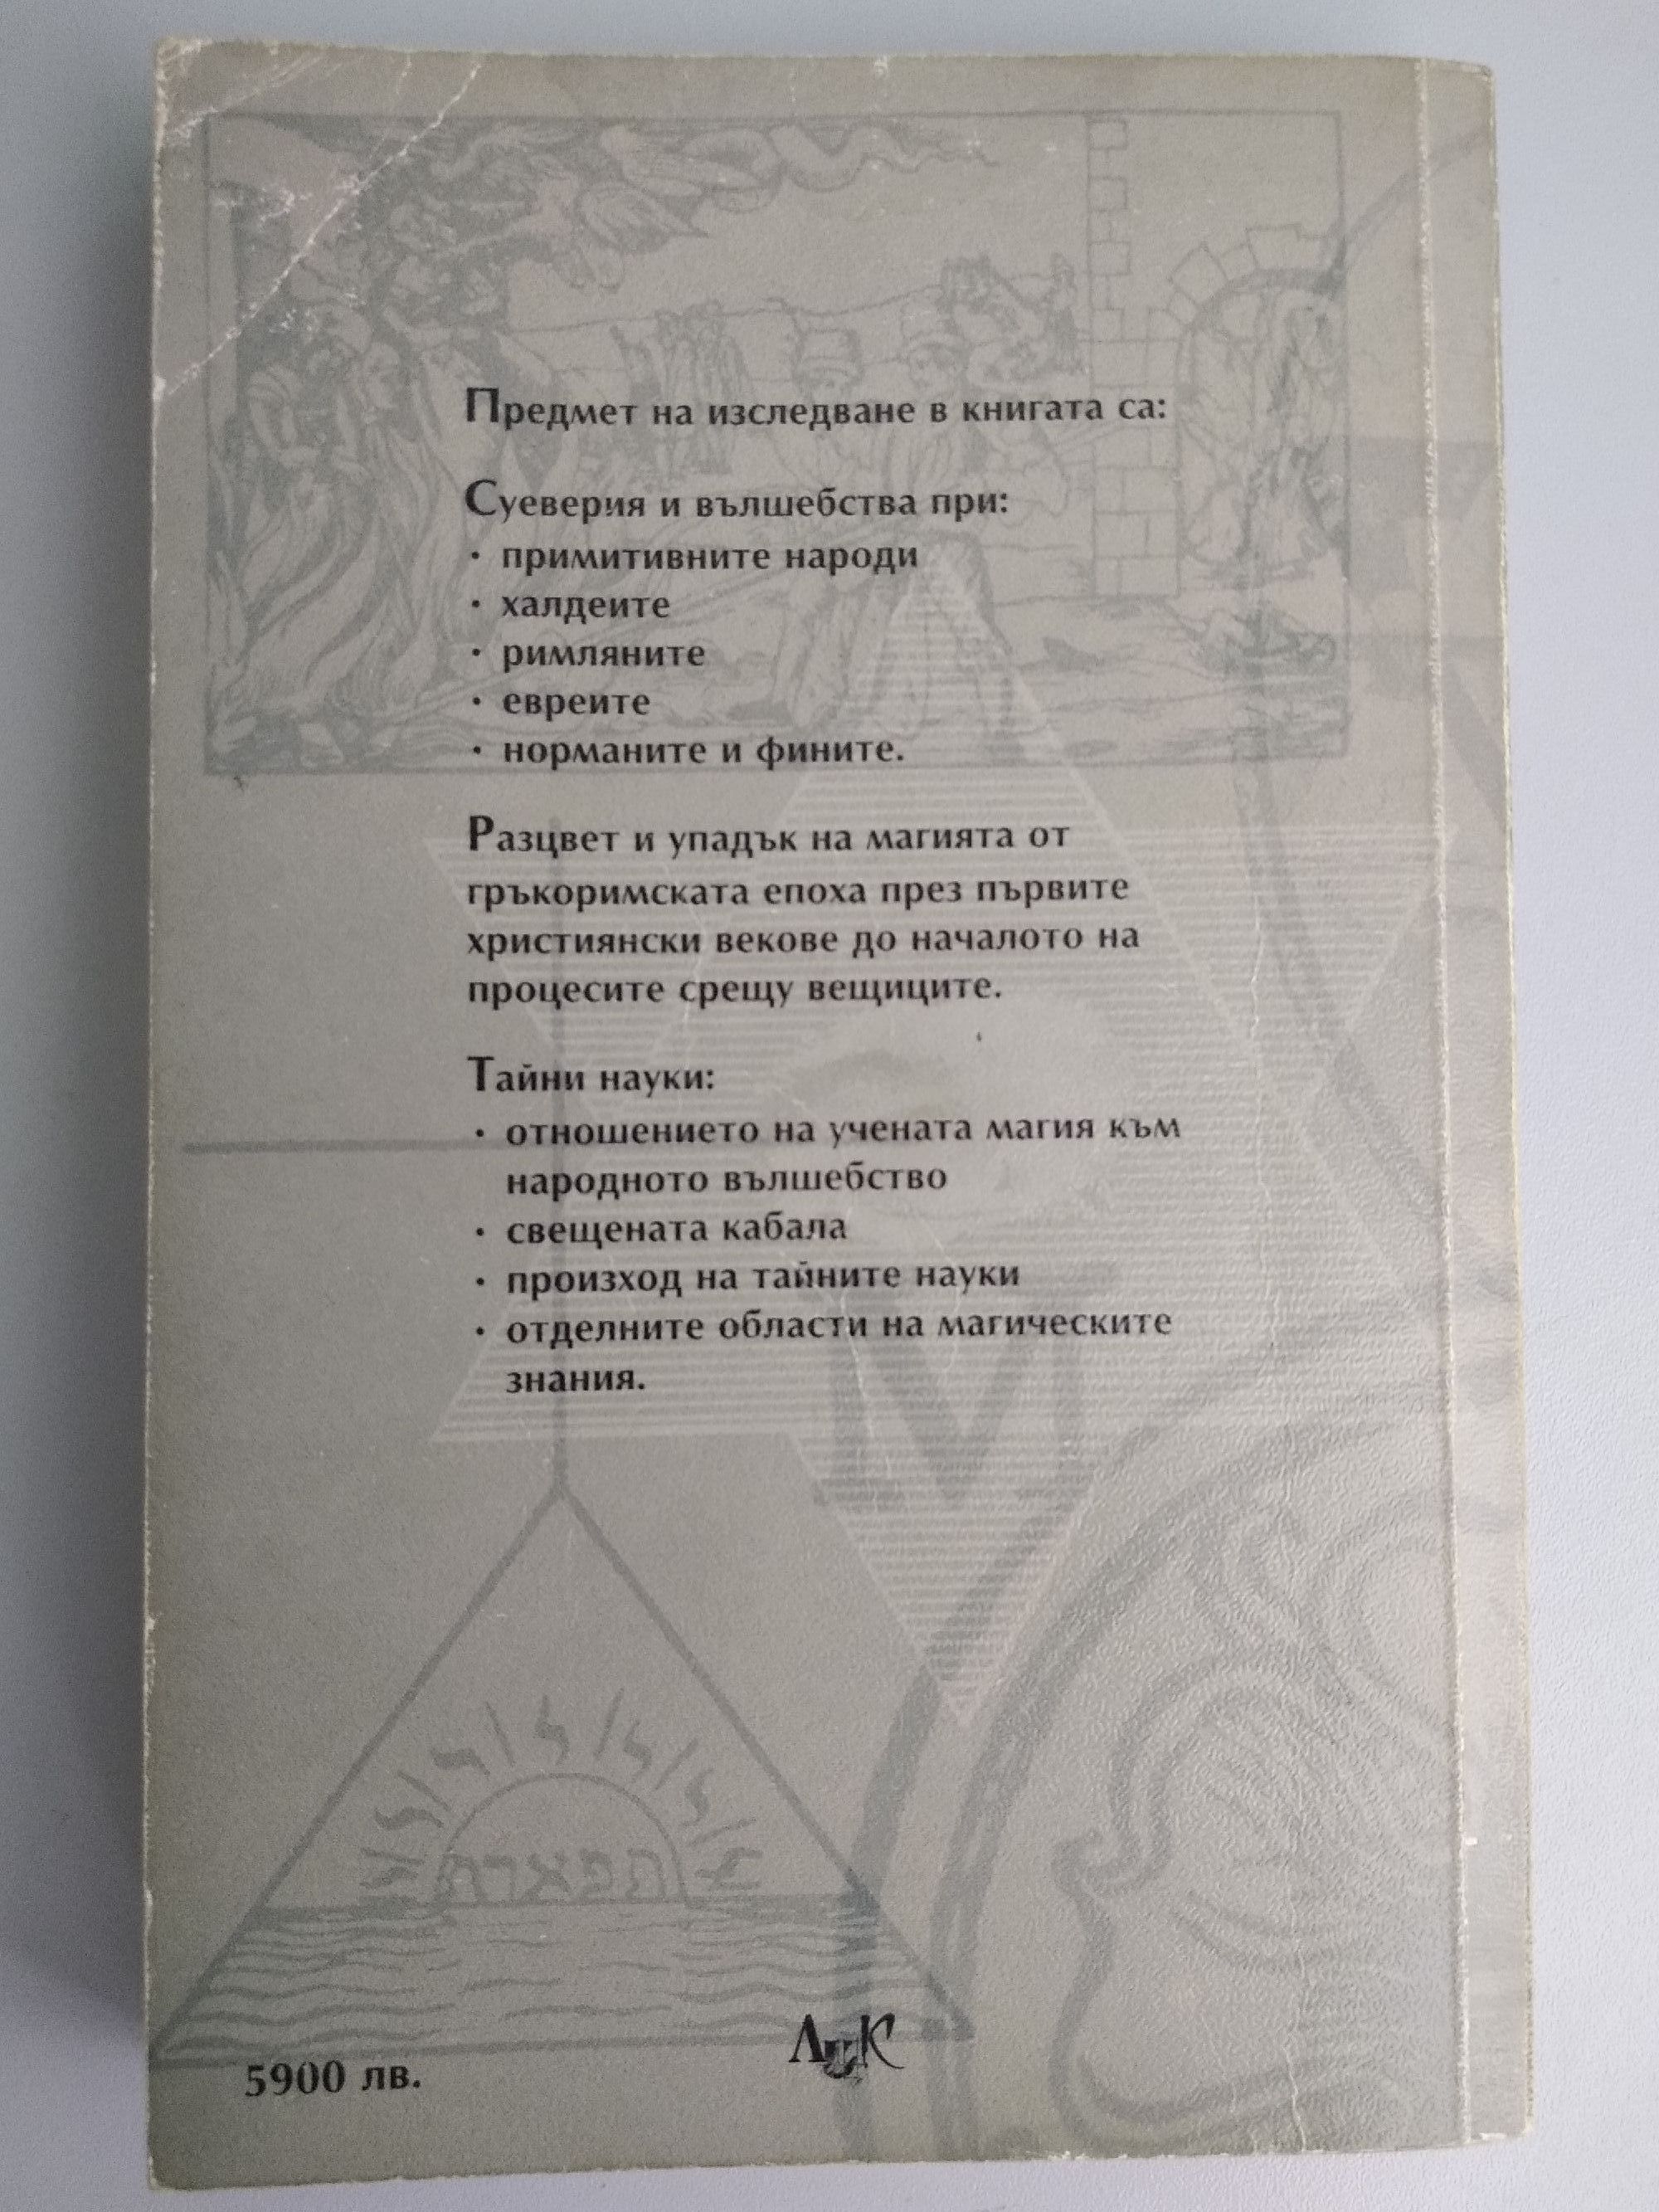 Предмет на изследване в книгата са:
Суеверия и вълшебства при:
· примитивните народи
· халдеите
· римляните
· евреите
· норманите и фините.
Разцвет и упадък на магията от
гръкоримската епоха през първите
християнски векове до началото на
процесите срещу вещиците.
Тайни науки:
· отношението на учената магия към
народното вълшебство
· свещената кабала
· произход на тайните науки
· отделните области на магическите
знания.
תפארת
ЛИК
5900 лв.